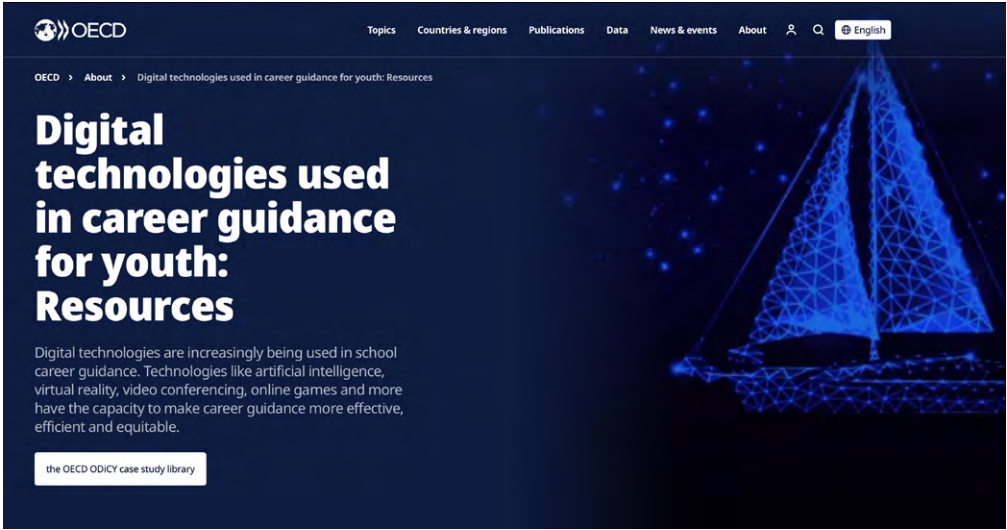 OECD
Topics Countries & regions Publications Data News & events About English
OECD > About > Digital technologies used in career guidance for youth: Resources
Digital
technologies used
in career guidance
for youth:
Resources
Digital technologies are increasingly being used in school
career guidance. Technologies like artificial intelligence,
virtual reality, video conferencing, online games and more
have the capacity to make career guidance more effective,
efficient and equitable.
the OECD ODiCY case study library